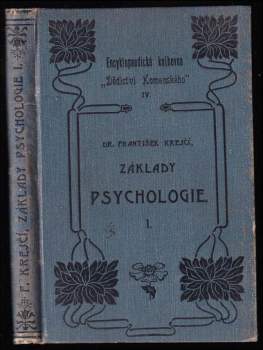 Encyklopaedická knihovna
„Dědictví Komenského"
IV.
DR. FRANTIŠEK KREJČÍ,
ZÁKLADY
PSYCHOLOGIE
I.
F. KREJČÍ, ZÁKLADY PSYCHOLOGIE I.